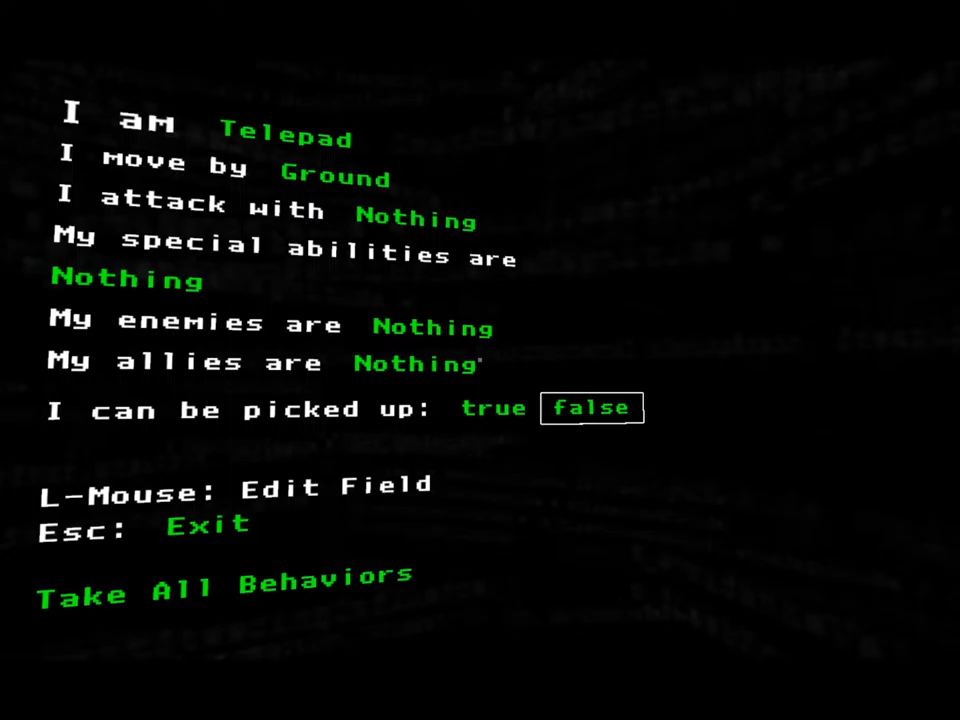 I am Telepad
I move by Ground
I attack with Nothing
My special abilities are
Nothing
My enemies are Nothing
My allies are Nothing
I can be picked up: true false
L-Mouse: Edit Field
Esc: Exit
Take All Behaviors